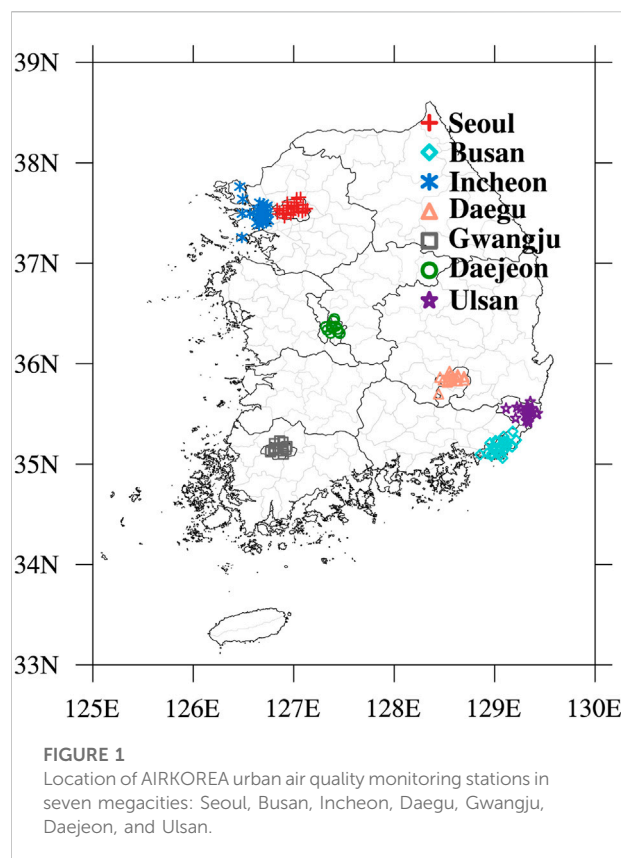 39N
38N
37N
36N
35N
34N
33N
Seoul
Busan
Incheon
Daegu
Gwangju
Daejeon
Ulsan
125E 126E 127E 128E 129E 130E
FIGURE 1
Location of AIRKOREA urban air quality monitoring stations in
seven megacities: Seoul, Busan, Incheon, Daegu, Gwangju,
Daejeon, and Ulsan.